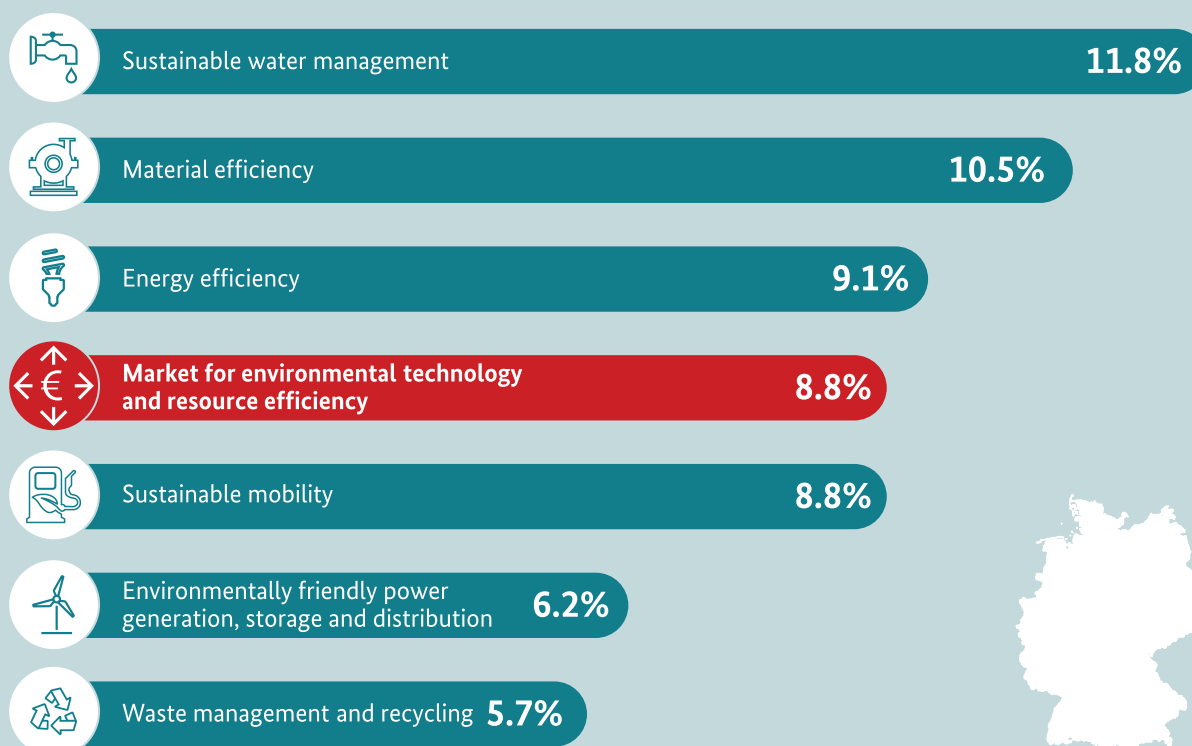 Sustainable water management 11.8%
Material efficiency 10.5%
Energy efficiency 9.1%
€
Market for environmental technology
and resource efficiency 8.8%
Sustainable mobility 8.8%
Environmentally friendly power
generation, storage and distribution 6.2%
Waste management and recycling 5.7%